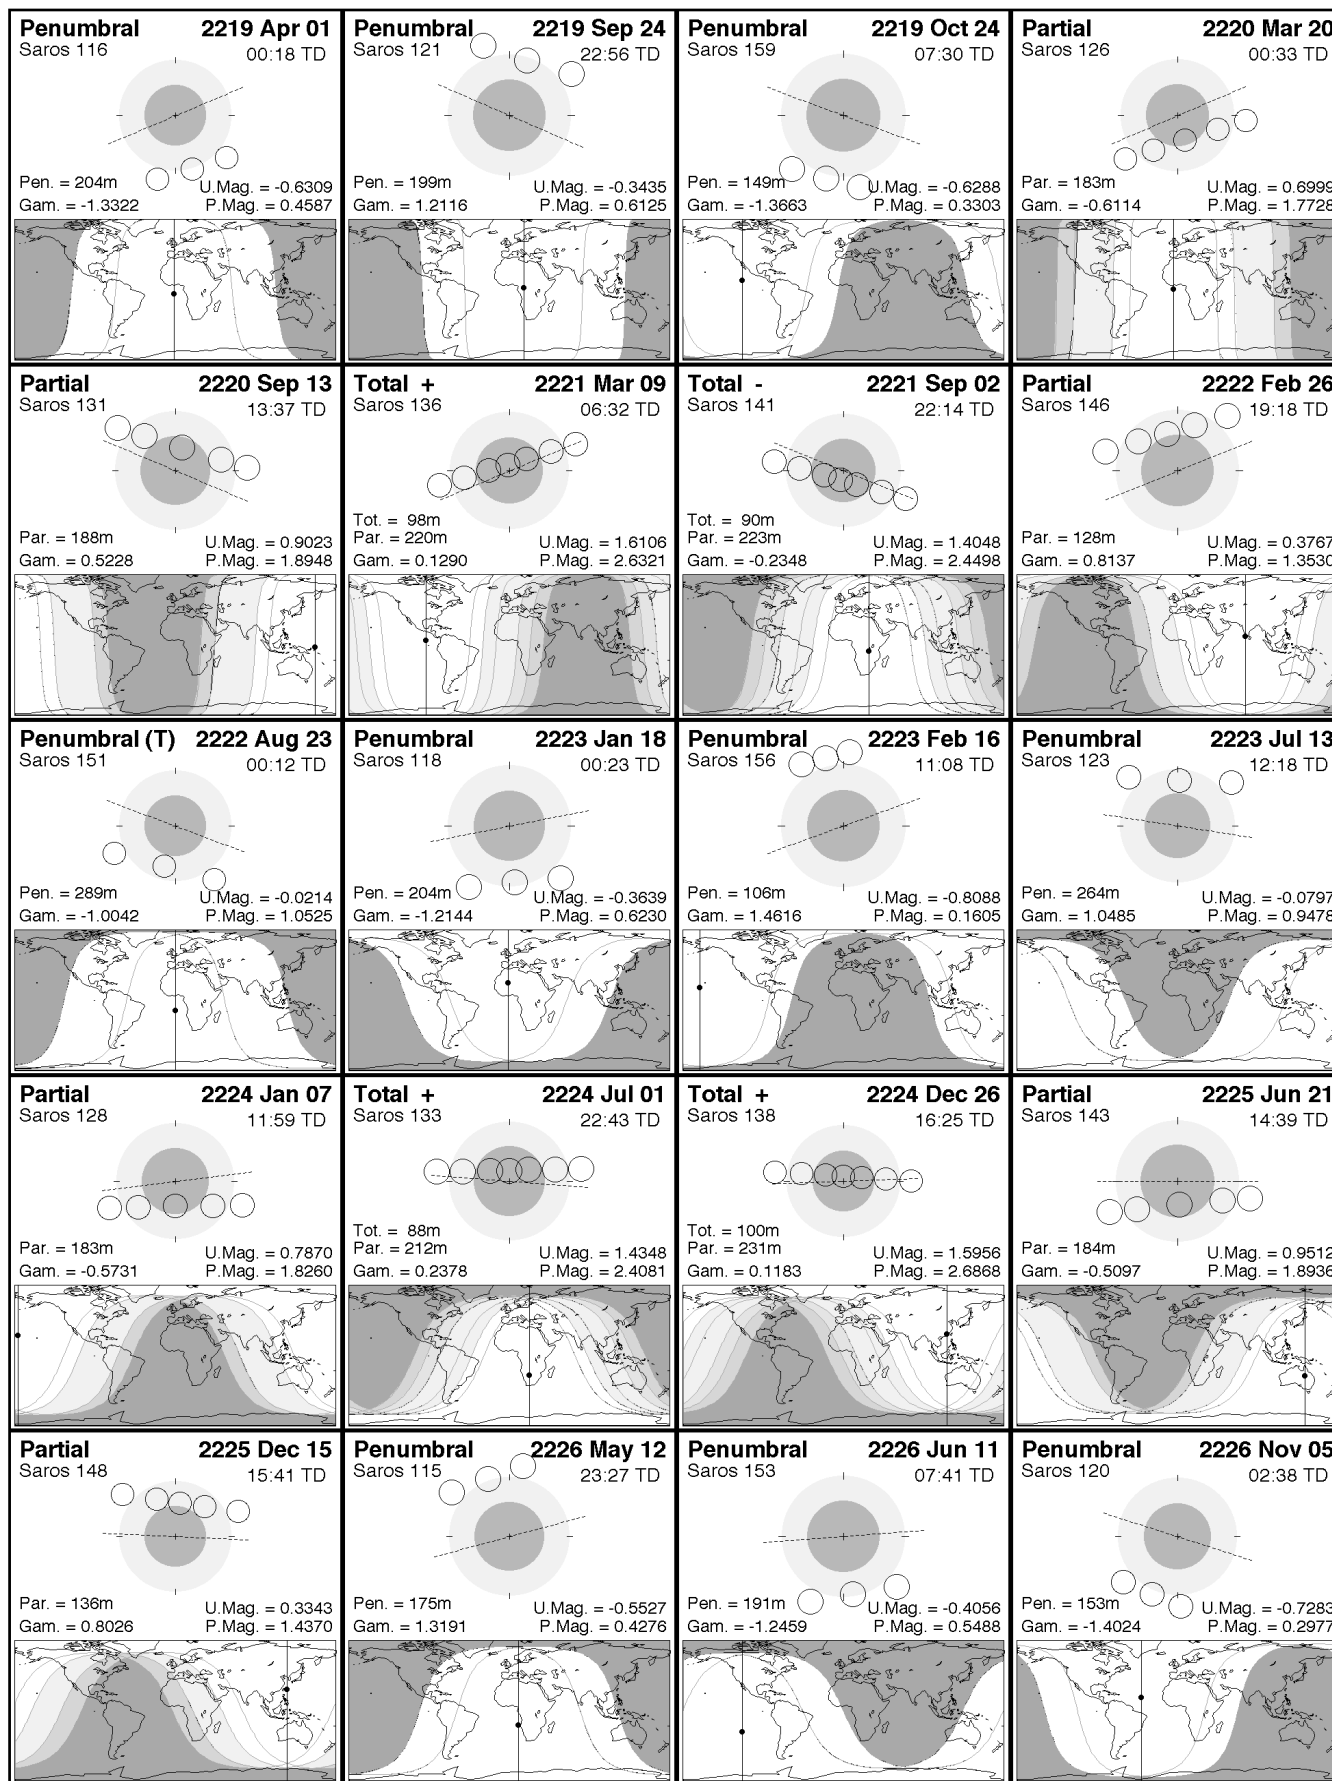 Penumbral 2219 Apr 01
Saros 116 00:18 TD
Pen. = 204m U.Mag. = -0.6309
Gam. = -1.3322 P.Mag. = 0.4587
Penumbral 2219 Sep 24
Saros 121 22:56 TD
Pen. = 199m U.Mag. = -0.3435
Gam. = 1.2116 P.Mag. = 0.6125
Penumbral 2219 Oct 24
Saros 159 07:30 TD
Pen. = 149m U.Mag. = -0.6288
Gam. = -1.3663 P.Mag. = 0.3303
Partial 2220 Mar 20
Saros 126 00:33 TD
Par. = 183m U.Mag. = 0.6999
Gam. = -0.6114 P.Mag. = 1.7728
Partial 2220 Sep 13
Saros 131 13:37 TD
Par. = 188m U.Mag. = 0.9023
Gam. = 0.5228 P.Mag. = 1.8948
Total + 2221 Mar 09
Saros 136 06:32 TD
Tot. = 98m
Par. = 220m U.Mag. = 1.6106
Gam. = 0.1290 P.Mag. = 2.6321
Total - 2221 Sep 02
Saros 141 22:14 TD
Tot. = 90m
Par. = 223m U.Mag. = 1.4048
Gam. = -0.2348 P.Mag. = 2.4498
Partial 2222 Feb 26
Saros 146 19:18 TD
Par. = 128m U.Mag. = 0.3767
Gam. = 0.8137 P.Mag. = 1.3530
Penumbral (T) 2222 Aug 23
Saros 151 00:12 TD
Pen. = 289m U.Mag. = -0.0214
Gam. = -1.0042 P.Mag. = 1.0525
Penumbral 2223 Jan 18
Saros 118 00:23 TD
Pen. = 204m U.Mag. = -0.3639
Gam. = -1.2144 P.Mag. = 0.6230
Penumbral 2223 Feb 16
Saros 156 11:08 TD
Pen. = 106m U.Mag. = -0.8088
Gam. = 1.4616 P.Mag. = 0.1605
Penumbral 2223 Jul 13
Saros 123 12:18 TD
Pen. = 264m U.Mag. = -0.0797
Gam. = 1.0485 P.Mag. = 0.9478
Partial 2224 Jan 07
Saros 128 11:59 TD
Par. = 183m U.Mag. = 0.7870
Gam. = -0.5731 P.Mag. = 1.8260
Total + 2224 Jul 01
Saros 133 22:43 TD
Tot. = 88m
Par. = 212m U.Mag. = 1.4348
Gam. = 0.2378 P.Mag. = 2.4081
Total + 2224 Dec 26
Saros 138 16:25 TD
Tot. = 100m
Par. = 231m U.Mag. = 1.5956
Gam. = 0.1183 P.Mag. = 2.6868
Partial 2225 Jun 21
Saros 143 14:39 TD
Par. = 184m U.Mag. = 0.9512
Gam. = -0.5097 P.Mag. = 1.8936
Partial 2225 Dec 15
Saros 148 15:41 TD
Par. = 136m U.Mag. = 0.3343
Gam. = 0.8026 P.Mag. = 1.4370
Penumbral 2226 May 12
Saros 115 23:27 TD
Pen. = 175m U.Mag. = -0.5527
Gam. = 1.3191 P.Mag. = 0.4276
Penumbral 2226 Jun 11
Saros 153 07:41 TD
Pen. = 191m U.Mag. = -0.4056
Gam. = -1.2459 P.Mag. = 0.5488
Penumbral 2226 Nov 05
Saros 120 02:38 TD
Pen. = 153m U.Mag. = -0.7283
Gam. = -1.4024 P.Mag. = 0.2977